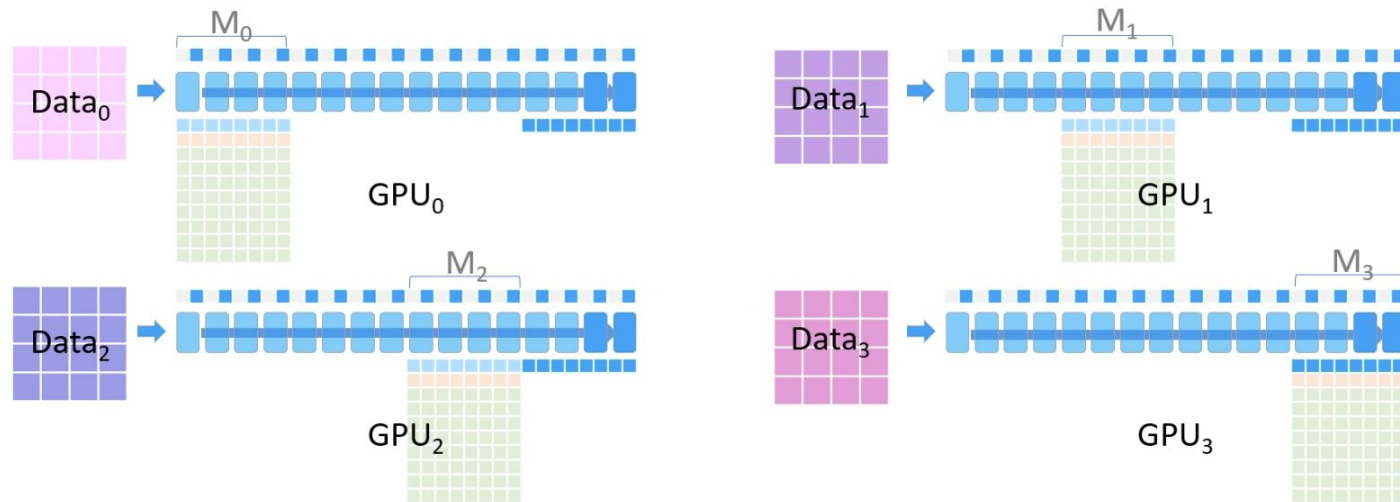 M₀
M₁
Data₀
Data₁
GPU₀
GPU₁
M₂
M₃
Data₂
Data₃
GPU₂
GPU₃